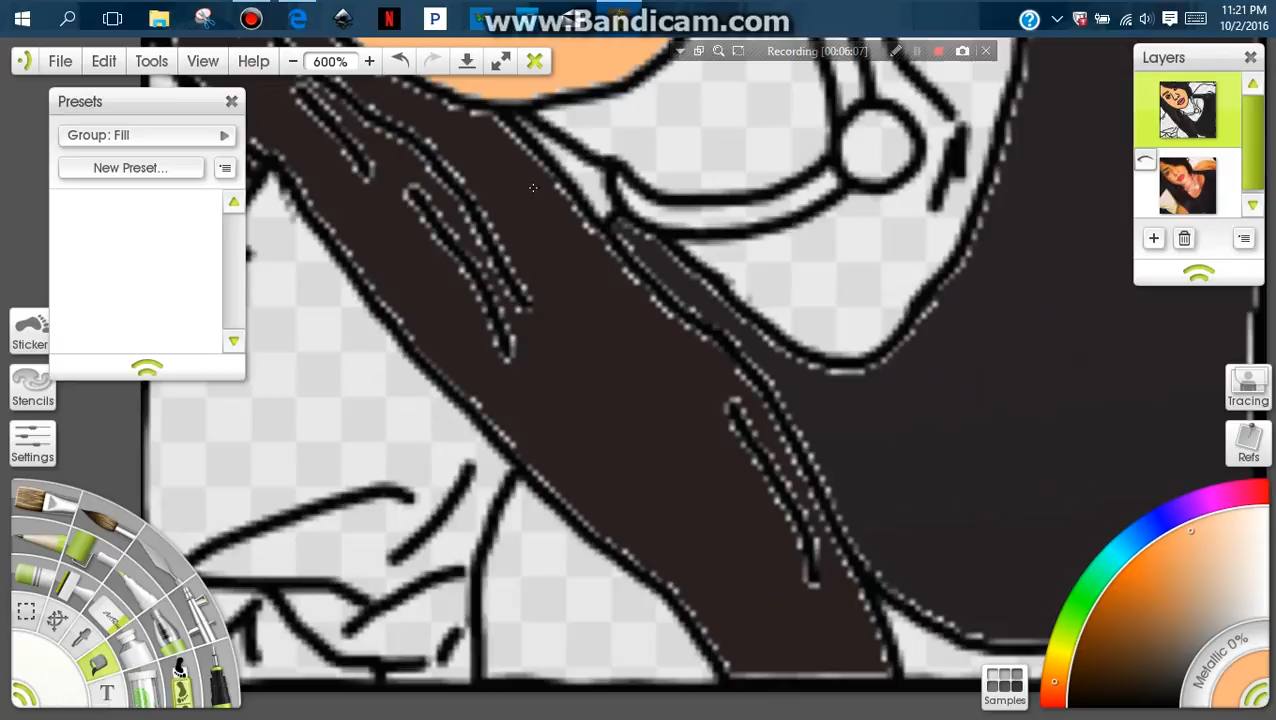 www.Bandicam.com
11:21 PM
10/2/2016
Recording [00:06:07]
File
Edit
Tools
View
Help
600%
Layers
Presets
Group: Fill
New Preset...
Sticker
Stencils
Settings
Tracing
Refs
T
Metallic 0%
Samples